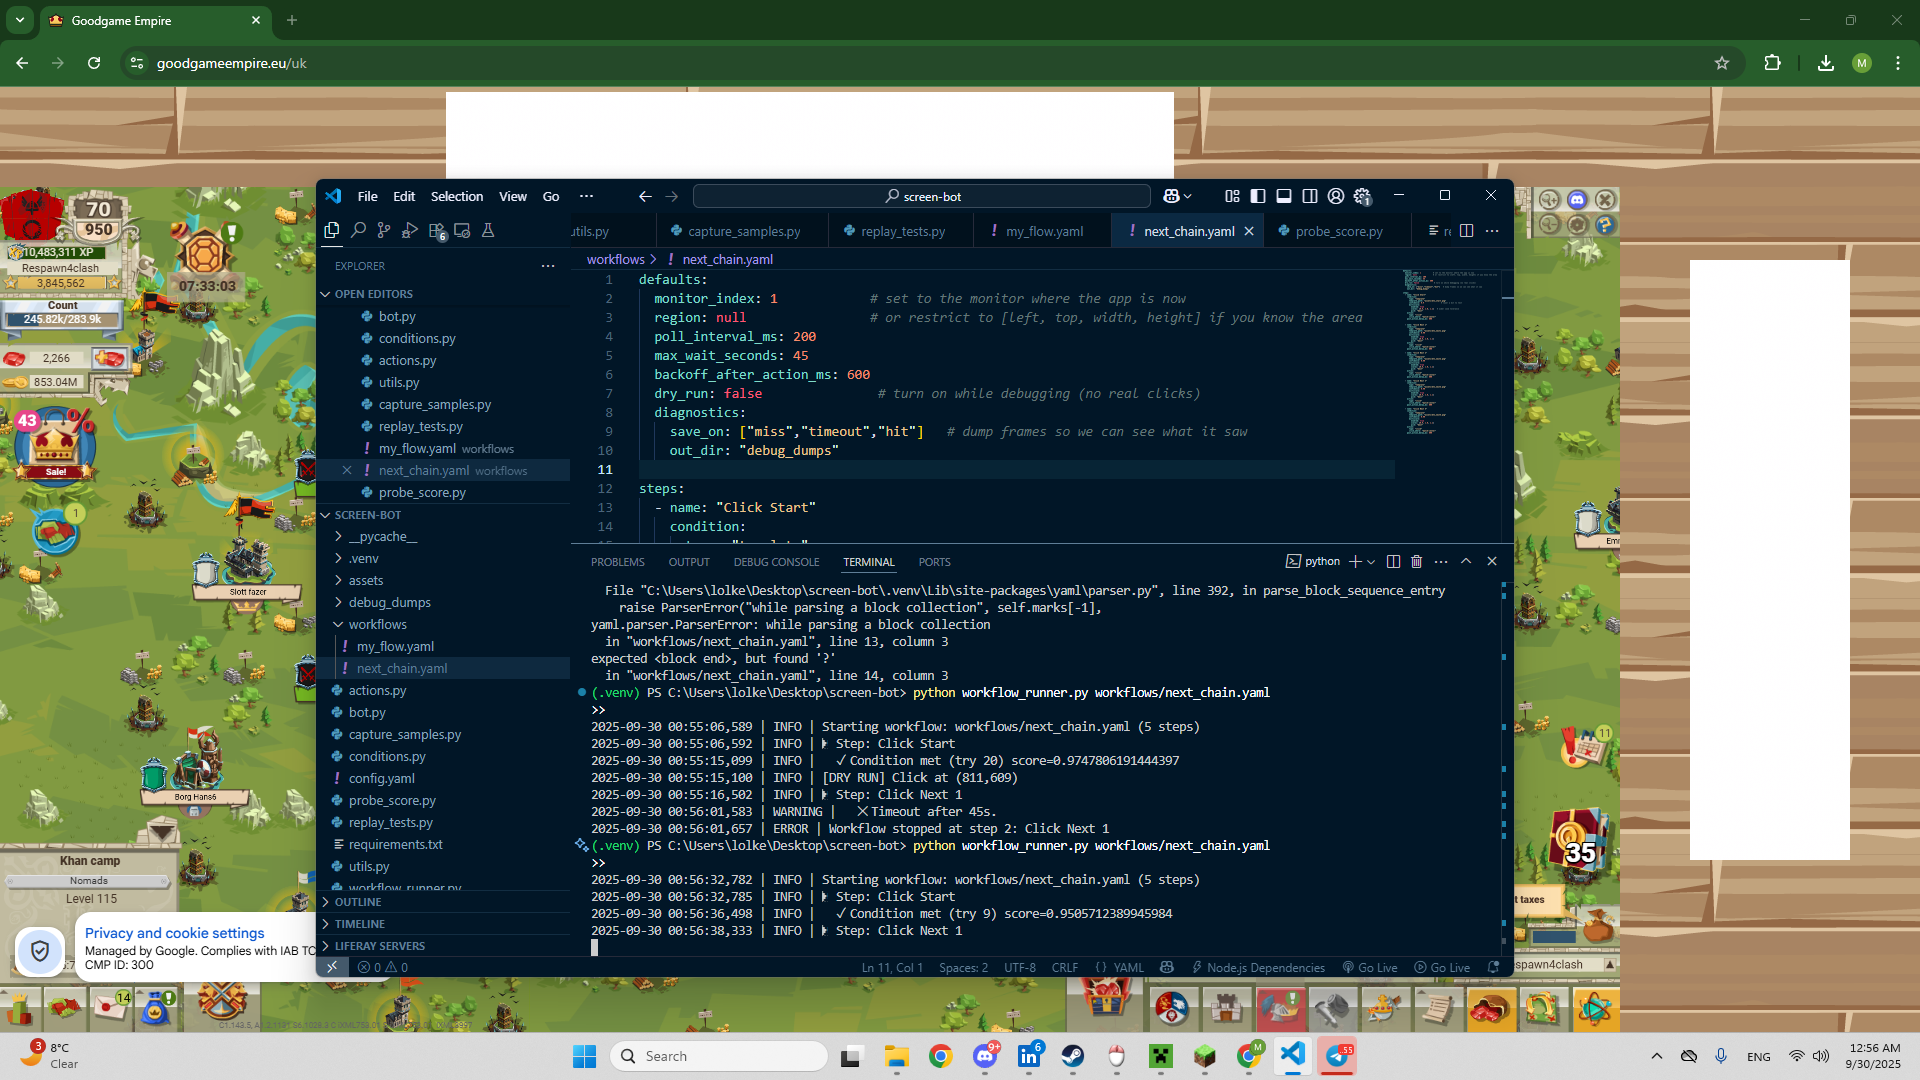 Goodgame Empire
goodgameempire.eu/uk
M
70
950
10,483,311 XP
Respawn4clash
3,845,562
Count
245.82k/283.9k
2,266
853.04M
07:33:03
43
%
Sale!
1
Slott fazer
Borg Hans6
Khan camp
Nomads
Level 115
Privacy and cookie settings
Managed by Google. Complies with IAB TC
CMP ID: 300
14
File Edit Selection View Go ···
screen-bot
1
6
utils.py
capture_samples.py
replay_tests.py
! my_flow.yaml
! next_chain.yaml
probe_score.py
EXPLORER
OPEN EDITORS
bot.py
conditions.py
actions.py
utils.py
capture_samples.py
replay_tests.py
! my_flow.yaml workflows
! next_chain.yaml workflows
probe_score.py
SCREEN-BOT
__pycache__
.venv
assets
debug_dumps
workflows
! my_flow.yaml
! next_chain.yaml
actions.py
bot.py
capture_samples.py
conditions.py
! config.yaml
probe_score.py
replay_tests.py
requirements.txt
utils.py
workflow_runner.py
OUTLINE
TIMELINE
LIFERAY SERVERS
workflows > ! next_chain.yaml
1 defaults:
2 monitor_index: 1 # set to the monitor where the app is now
3 region: null # or restrict to [left, top, width, height] if you know the area
4 poll_interval_ms: 200
5 max_wait_seconds: 45
6 backoff_after_action_ms: 600
7 dry_run: false # turn on while debugging (no real clicks)
8 diagnostics:
9 save_on: ["miss","timeout","hit"] # dump frames so we can see what it saw
10 out_dir: "debug_dumps"
11
12 steps:
13 - name: "Click Start"
14 condition:
PROBLEMS OUTPUT DEBUG CONSOLE TERMINAL PORTS
python
File "C:\Users\lolke\Desktop\screen-bot\.venv\Lib\site-packages\yaml\parser.py", line 392, in parse_block_sequence_entry
raise ParserError("while parsing a block collection", self.marks[-1],
yaml.parser.ParserError: while parsing a block collection
in "workflows/next_chain.yaml", line 13, column 3
expected <block end>, but found '?'
in "workflows/next_chain.yaml", line 14, column 3
(.venv) PS C:\Users\lolke\Desktop\screen-bot> python workflow_runner.py workflows/next_chain.yaml
>>
2025-09-30 00:55:06,589 | INFO | Starting workflow: workflows/next_chain.yaml (5 steps)
2025-09-30 00:55:06,592 | INFO | Step: Click Start
2025-09-30 00:55:15,099 | INFO | ✓ Condition met (try 20) score=0.9747806191444397
2025-09-30 00:55:15,100 | INFO | [DRY RUN] Click at (811,609)
2025-09-30 00:55:16,502 | INFO | Step: Click Next 1
2025-09-30 00:56:01,583 | WARNING | ✕ Timeout after 45s.
2025-09-30 00:56:01,657 | ERROR | Workflow stopped at step 2: Click Next 1
(.venv) PS C:\Users\lolke\Desktop\screen-bot> python workflow_runner.py workflows/next_chain.yaml
>>
2025-09-30 00:56:32,782 | INFO | Starting workflow: workflows/next_chain.yaml (5 steps)
2025-09-30 00:56:32,785 | INFO | Step: Click Start
2025-09-30 00:56:36,498 | INFO | ✓ Condition met (try 9) score=0.9505712389945984
2025-09-30 00:56:38,333 | INFO | Step: Click Next 1
0 0
Ln 11, Col 1 Spaces: 2 UTF-8 CRLF {} YAML Node.js Dependencies Go Live Go Live
11
35
t taxes
spawn4clash
3
8°C
Clear
Search
9+
6
M
55
ENG
12:56 AM
9/30/2025